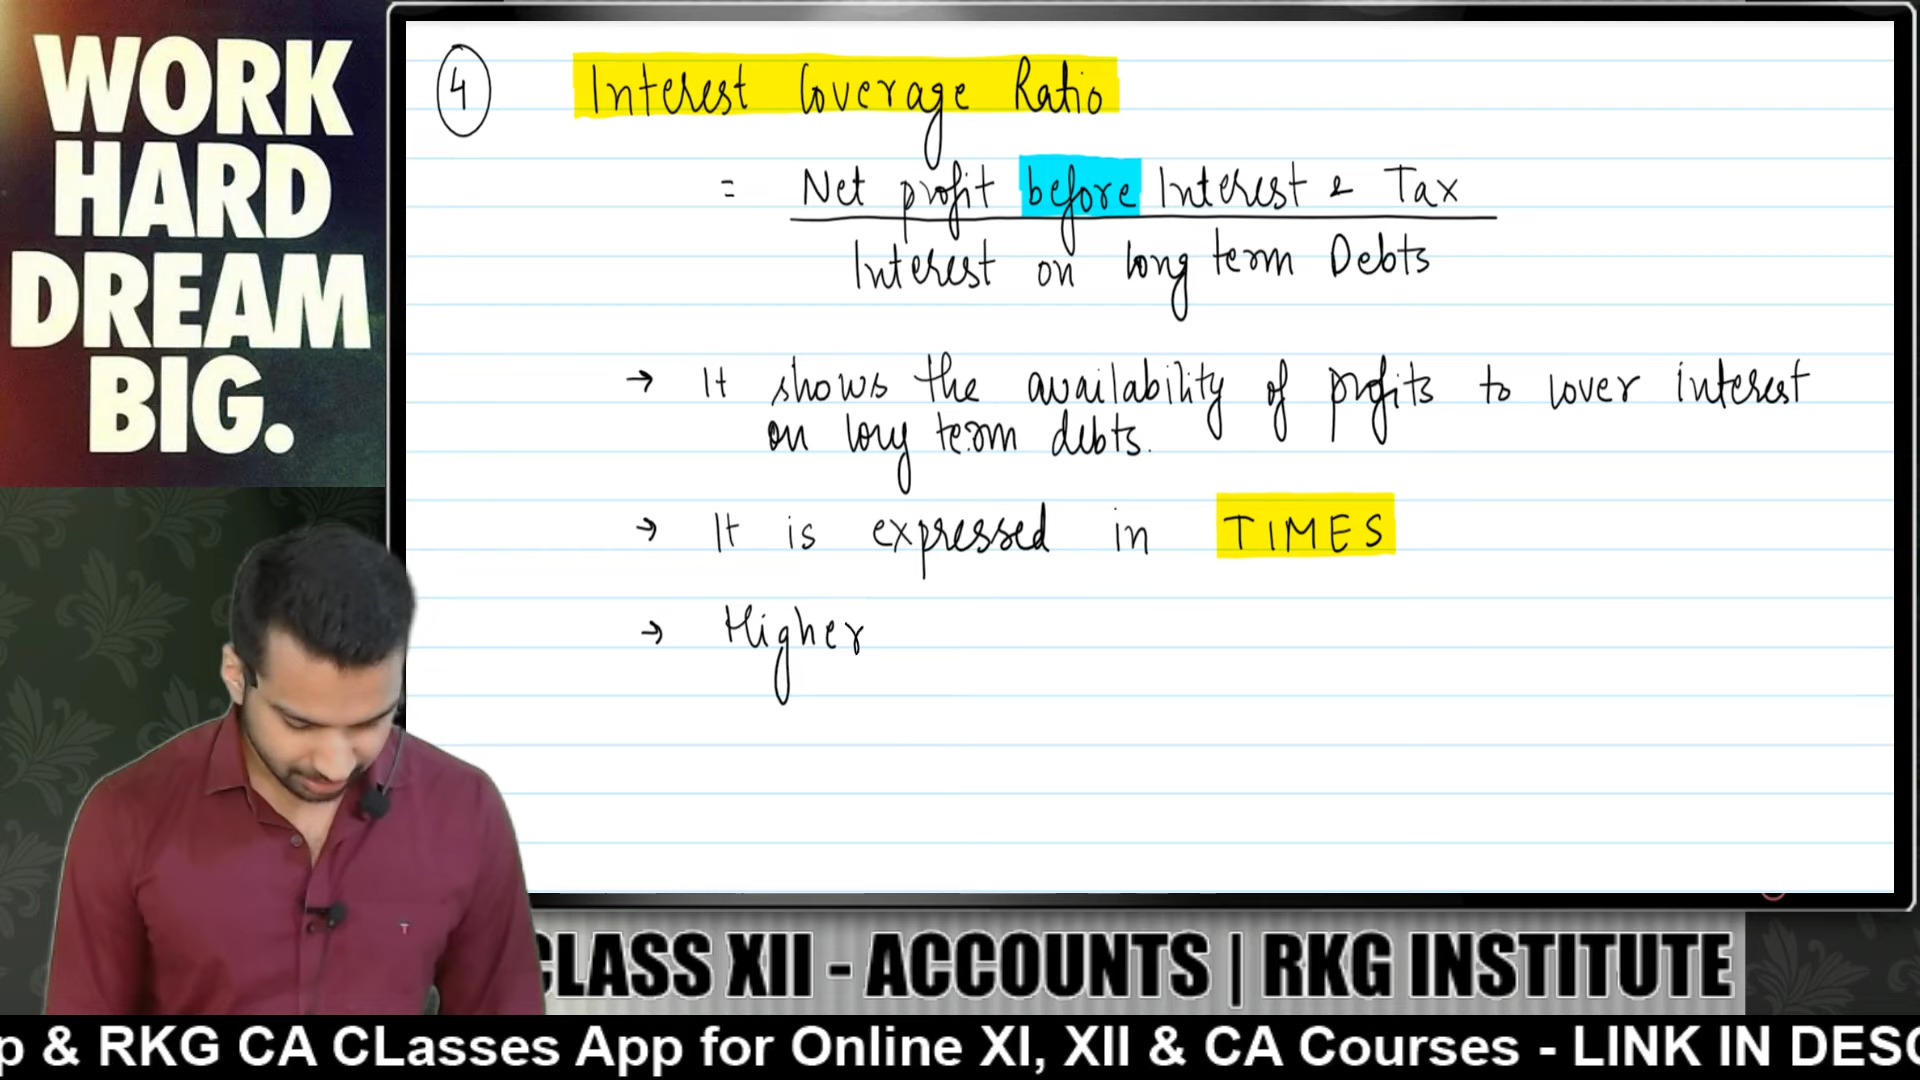 WORK
HARD
DREAM
BIG.
4 Interest Coverage Ratio
= Net profit before Interest & Tax
Interest on long term Debts
→ It shows the availability of profits to cover interest
on long term debts.
→ It is expressed in TIMES
→ Higher
T
CLASS XII - ACCOUNTS | RKG INSTITUTE
p & RKG CA CLasses App for Online XI, XII & CA Courses - LINK IN DESC